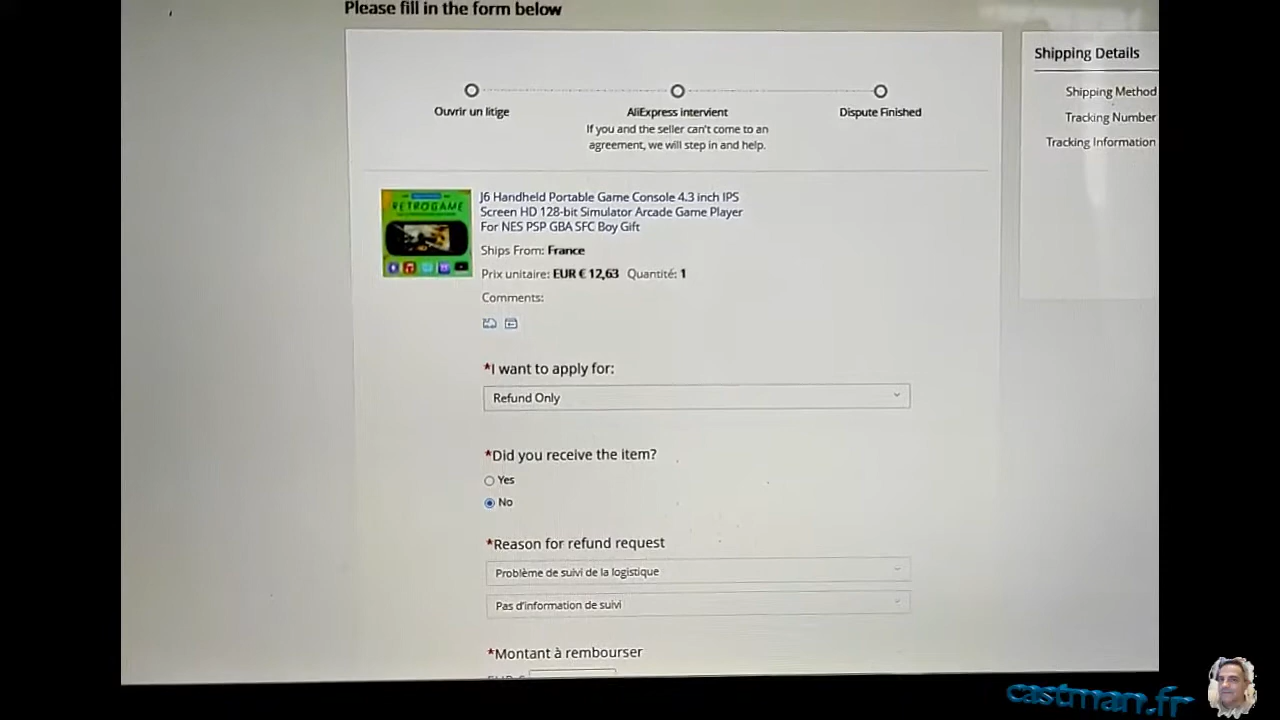 Please fill in the form below
Ouvrir un litige
AliExpress intervient
If you and the seller can't come to an
agreement, we will step in and help.
Dispute Finished
RETROGAME
J6 Handheld Portable Game Console 4.3 inch IPS
Screen HD 128-bit Simulator Arcade Game Player
For NES PSP GBA SFC Boy Gift
Ships From: France
Prix unitaire: EUR € 12,63 Quantité: 1
Comments:
*I want to apply for:
Refund Only
*Did you receive the item?
Yes
No
*Reason for refund request
Problème de suivi de la logistique
Pas d'information de suivi
*Montant à rembourser
Shipping Details
Shipping Method
Tracking Number
Tracking Information
castman.fr